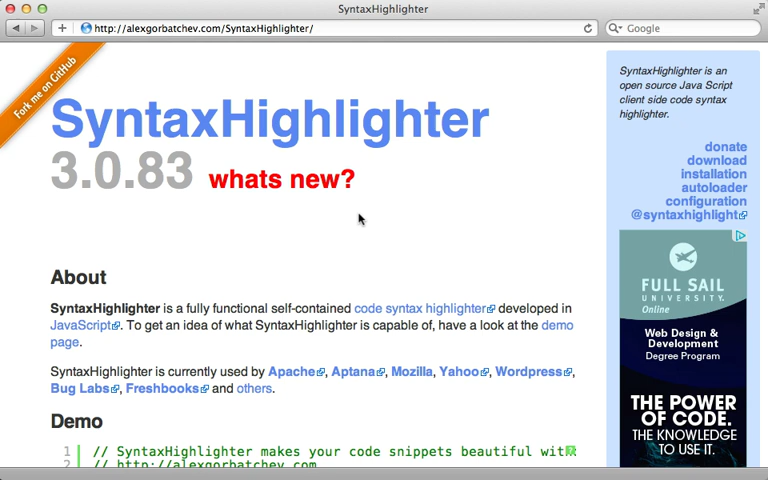 SyntaxHighlighter
http://alexgorbatchev.com/SyntaxHighlighter/
Google
Fork me on GitHub
SyntaxHighlighter
3.0.83 whats new?
About
SyntaxHighlighter is a fully functional self-contained code syntax highlighter developed in
JavaScript. To get an idea of what SyntaxHighlighter is capable of, have a look at the demo
page.
SyntaxHighlighter is currently used by Apache, Aptana, Mozilla, Yahoo, Wordpress,
Bug Labs, Freshbooks and others.
Demo
1 // SyntaxHighlighter makes your code snippets beautiful with
2 // http://alexgorbatchev.com
SyntaxHighlighter is an
open source Java Script
client side code syntax
highlighter.
donate
download
installation
autoloader
configuration
@syntaxhighlight
FULL SAIL
UNIVERSITY.
Online
Web Design &
Development
Degree Program
THE POWER
OF CODE.
THE KNOWLEDGE
TO USE IT.